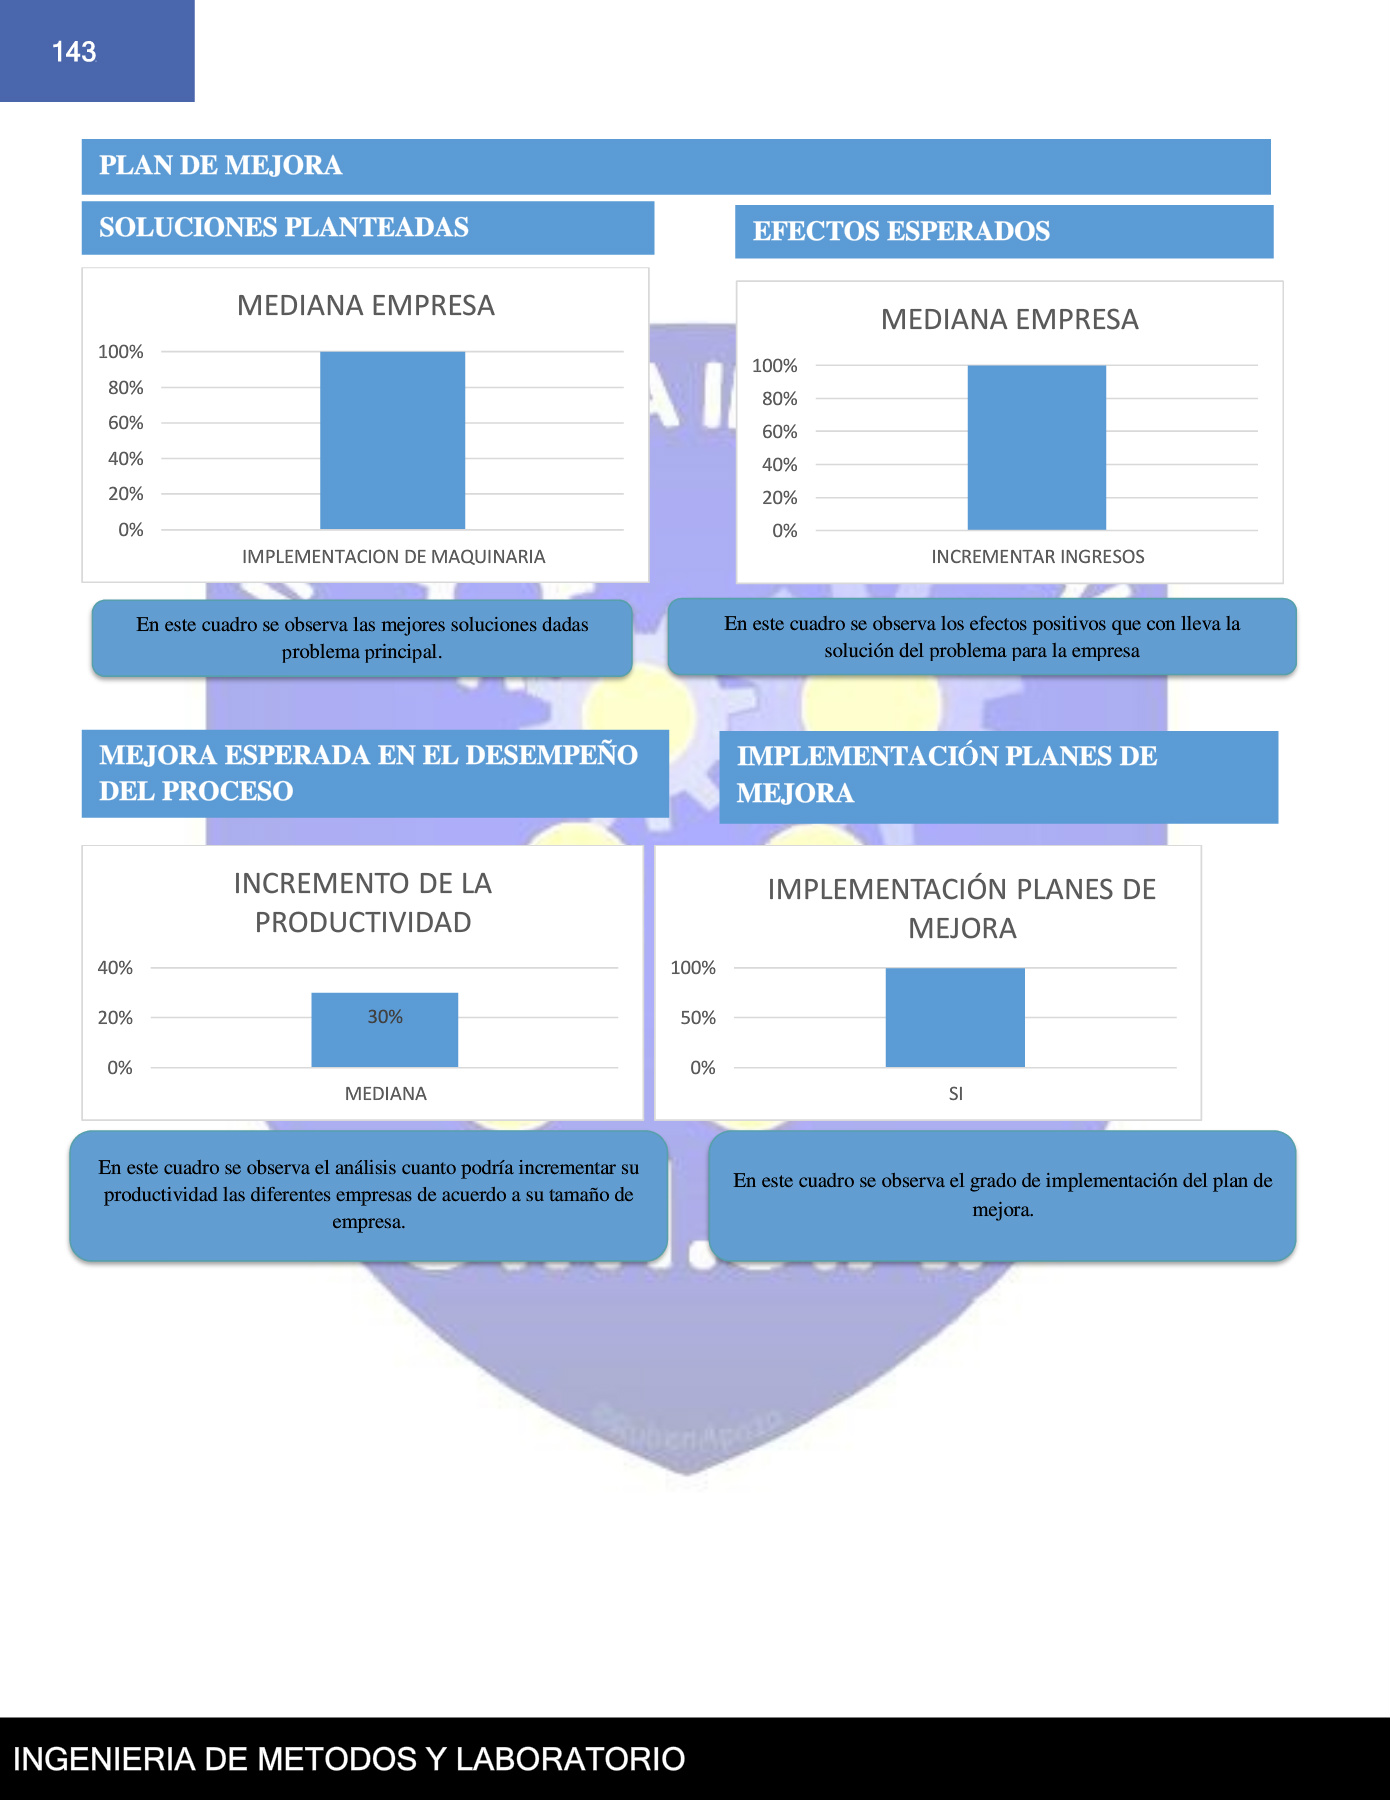 143
PLAN DE MEJORA
SOLUCIONES PLANTEADAS
EFECTOS ESPERADOS
MEDIANA EMPRESA
100%
80%
60%
40%
20%
0%
IMPLEMENTACION DE MAQUINARIA
MEDIANA EMPRESA
100%
80%
60%
40%
20%
0%
INCREMENTAR INGRESOS
En este cuadro se observa las mejores soluciones dadas
problema principal.
En este cuadro se observa los efectos positivos que con lleva la
solución del problema para la empresa
MEJORA ESPERADA EN EL DESEMPEÑO
DEL PROCESO
IMPLEMENTACIÓN PLANES DE
MEJORA
INCREMENTO DE LA
PRODUCTIVIDAD
40%
20%
0%
30%
MEDIANA
IMPLEMENTACIÓN PLANES DE
MEJORA
100%
50%
0%
SI
En este cuadro se observa el análisis cuanto podría incrementar su
productividad las diferentes empresas de acuerdo a su tamaño de
empresa.
En este cuadro se observa el grado de implementación del plan de
mejora.
©RubenApaza
INGENIERIA DE METODOS Y LABORATORIO